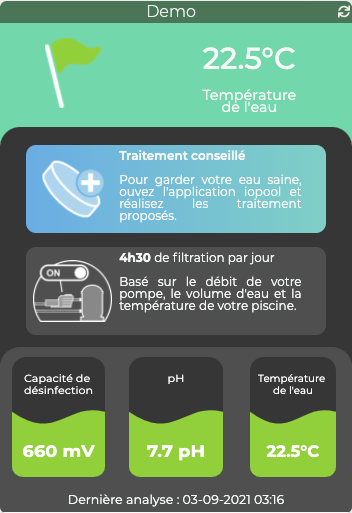 Demo
22.5°C
Température
de l'eau
Traitement conseillé
Pour garder votre eau saine,
ouvez l'application iopool et
réalisez les traitement
proposés.
4h30 de filtration par jour
ON
Basé sur le débit de votre
pompe, le volume d'eau et la
température de votre piscine.
Capacité de
désinfection
660 mV
pH
7.7 pH
Température
de l'eau
22.5°C
Dernière analyse : 03-09-2021 03:16